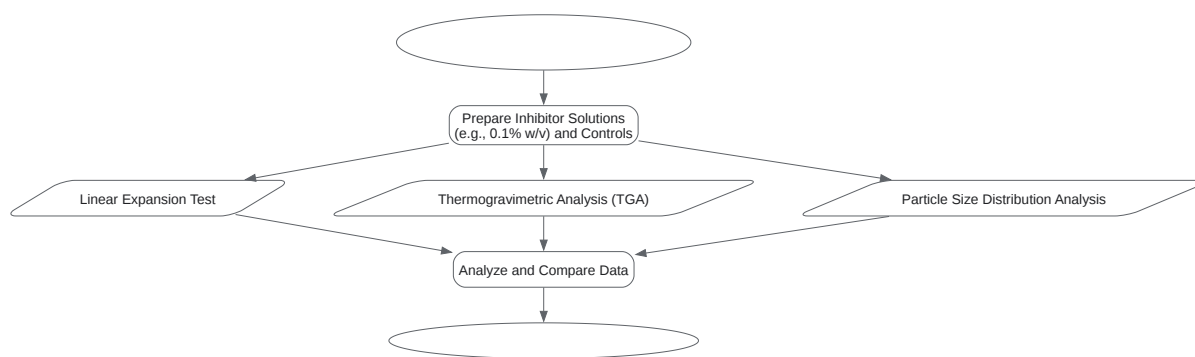 Prepare Inhibitor Solutions
(e.g., 0.1% w/v) and Controls
Linear Expansion Test
Thermogravimetric Analysis (TGA)
Particle Size Distribution Analysis
Analyze and Compare Data